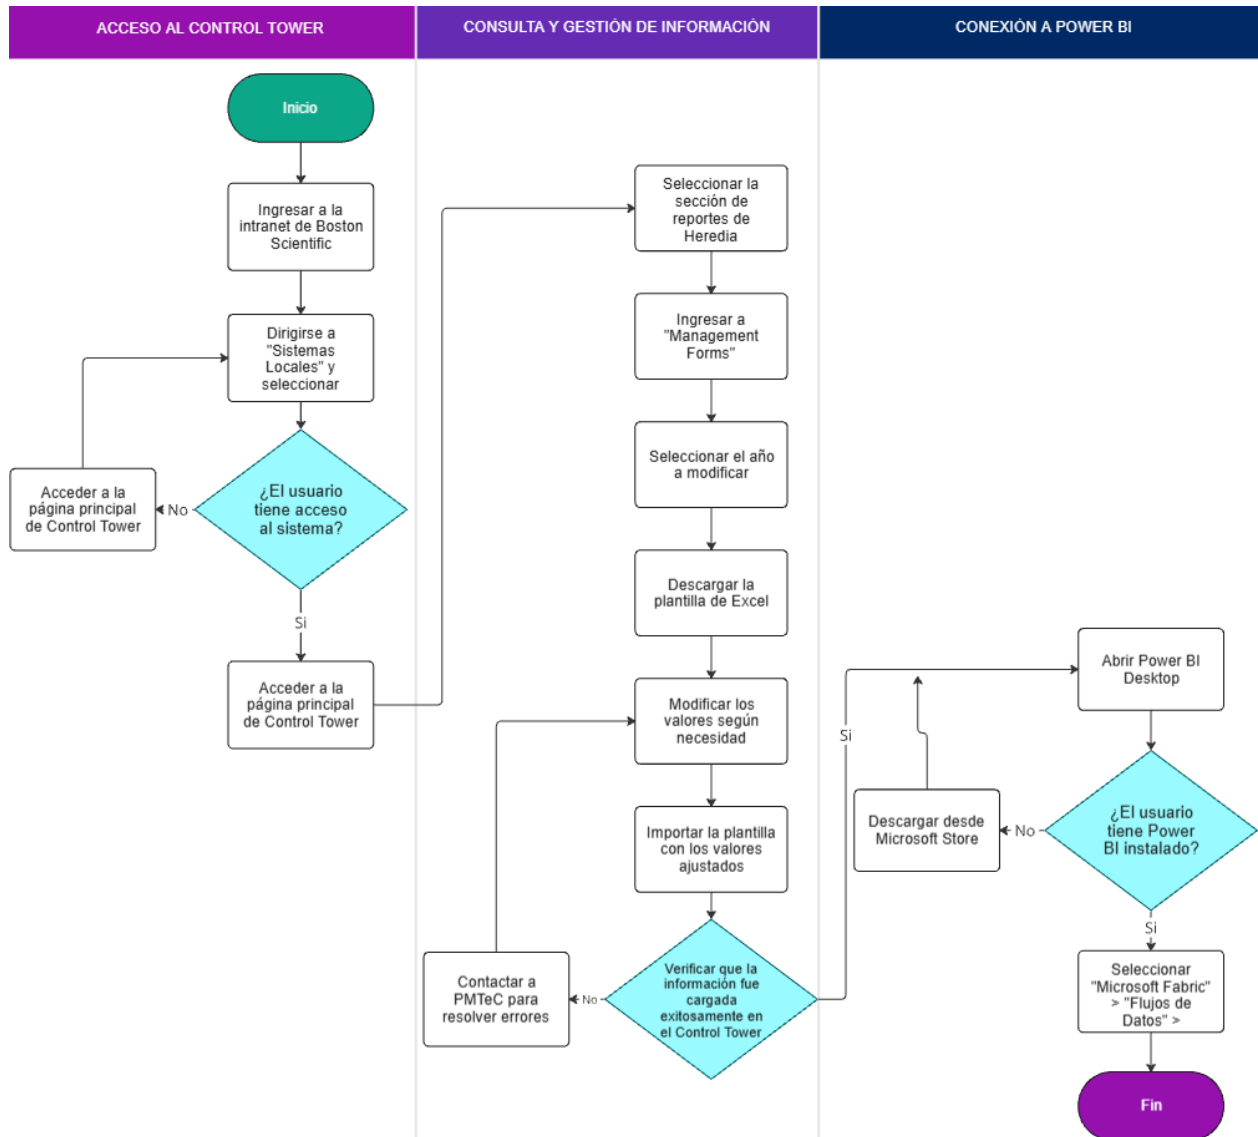 ACCESO AL CONTROL TOWER
CONSULTA Y GESTIÓN DE INFORMACIÓN
CONEXIÓN A POWER BI
Inicio
Ingresar a la
intranet de Boston
Scientific
Dirigirse a
"Sistemas
Locales" y
seleccionar
¿El usuario
tiene acceso
al sistema?
No
Acceder a la
página principal
de Control Tower
Si
Acceder a la
página principal
de Control Tower
Seleccionar la
sección de
reportes de
Heredia
Ingresar a
"Management
Forms"
Seleccionar el año
a modificar
Descargar la
plantilla de Excel
Modificar los
valores según
necesidad
Importar la plantilla
con los valores
ajustados
Verificar que la
información fue
cargada
exitosamente en
el Control Tower
No
Contactar a
PMTeC para
resolver errores
Si
Abrir Power BI
Desktop
¿El usuario
tiene Power
BI instalado?
No
Descargar desde
Microsoft Store
Si
Seleccionar
"Microsoft Fabric"
> "Flujos de
Datos" >
Fin